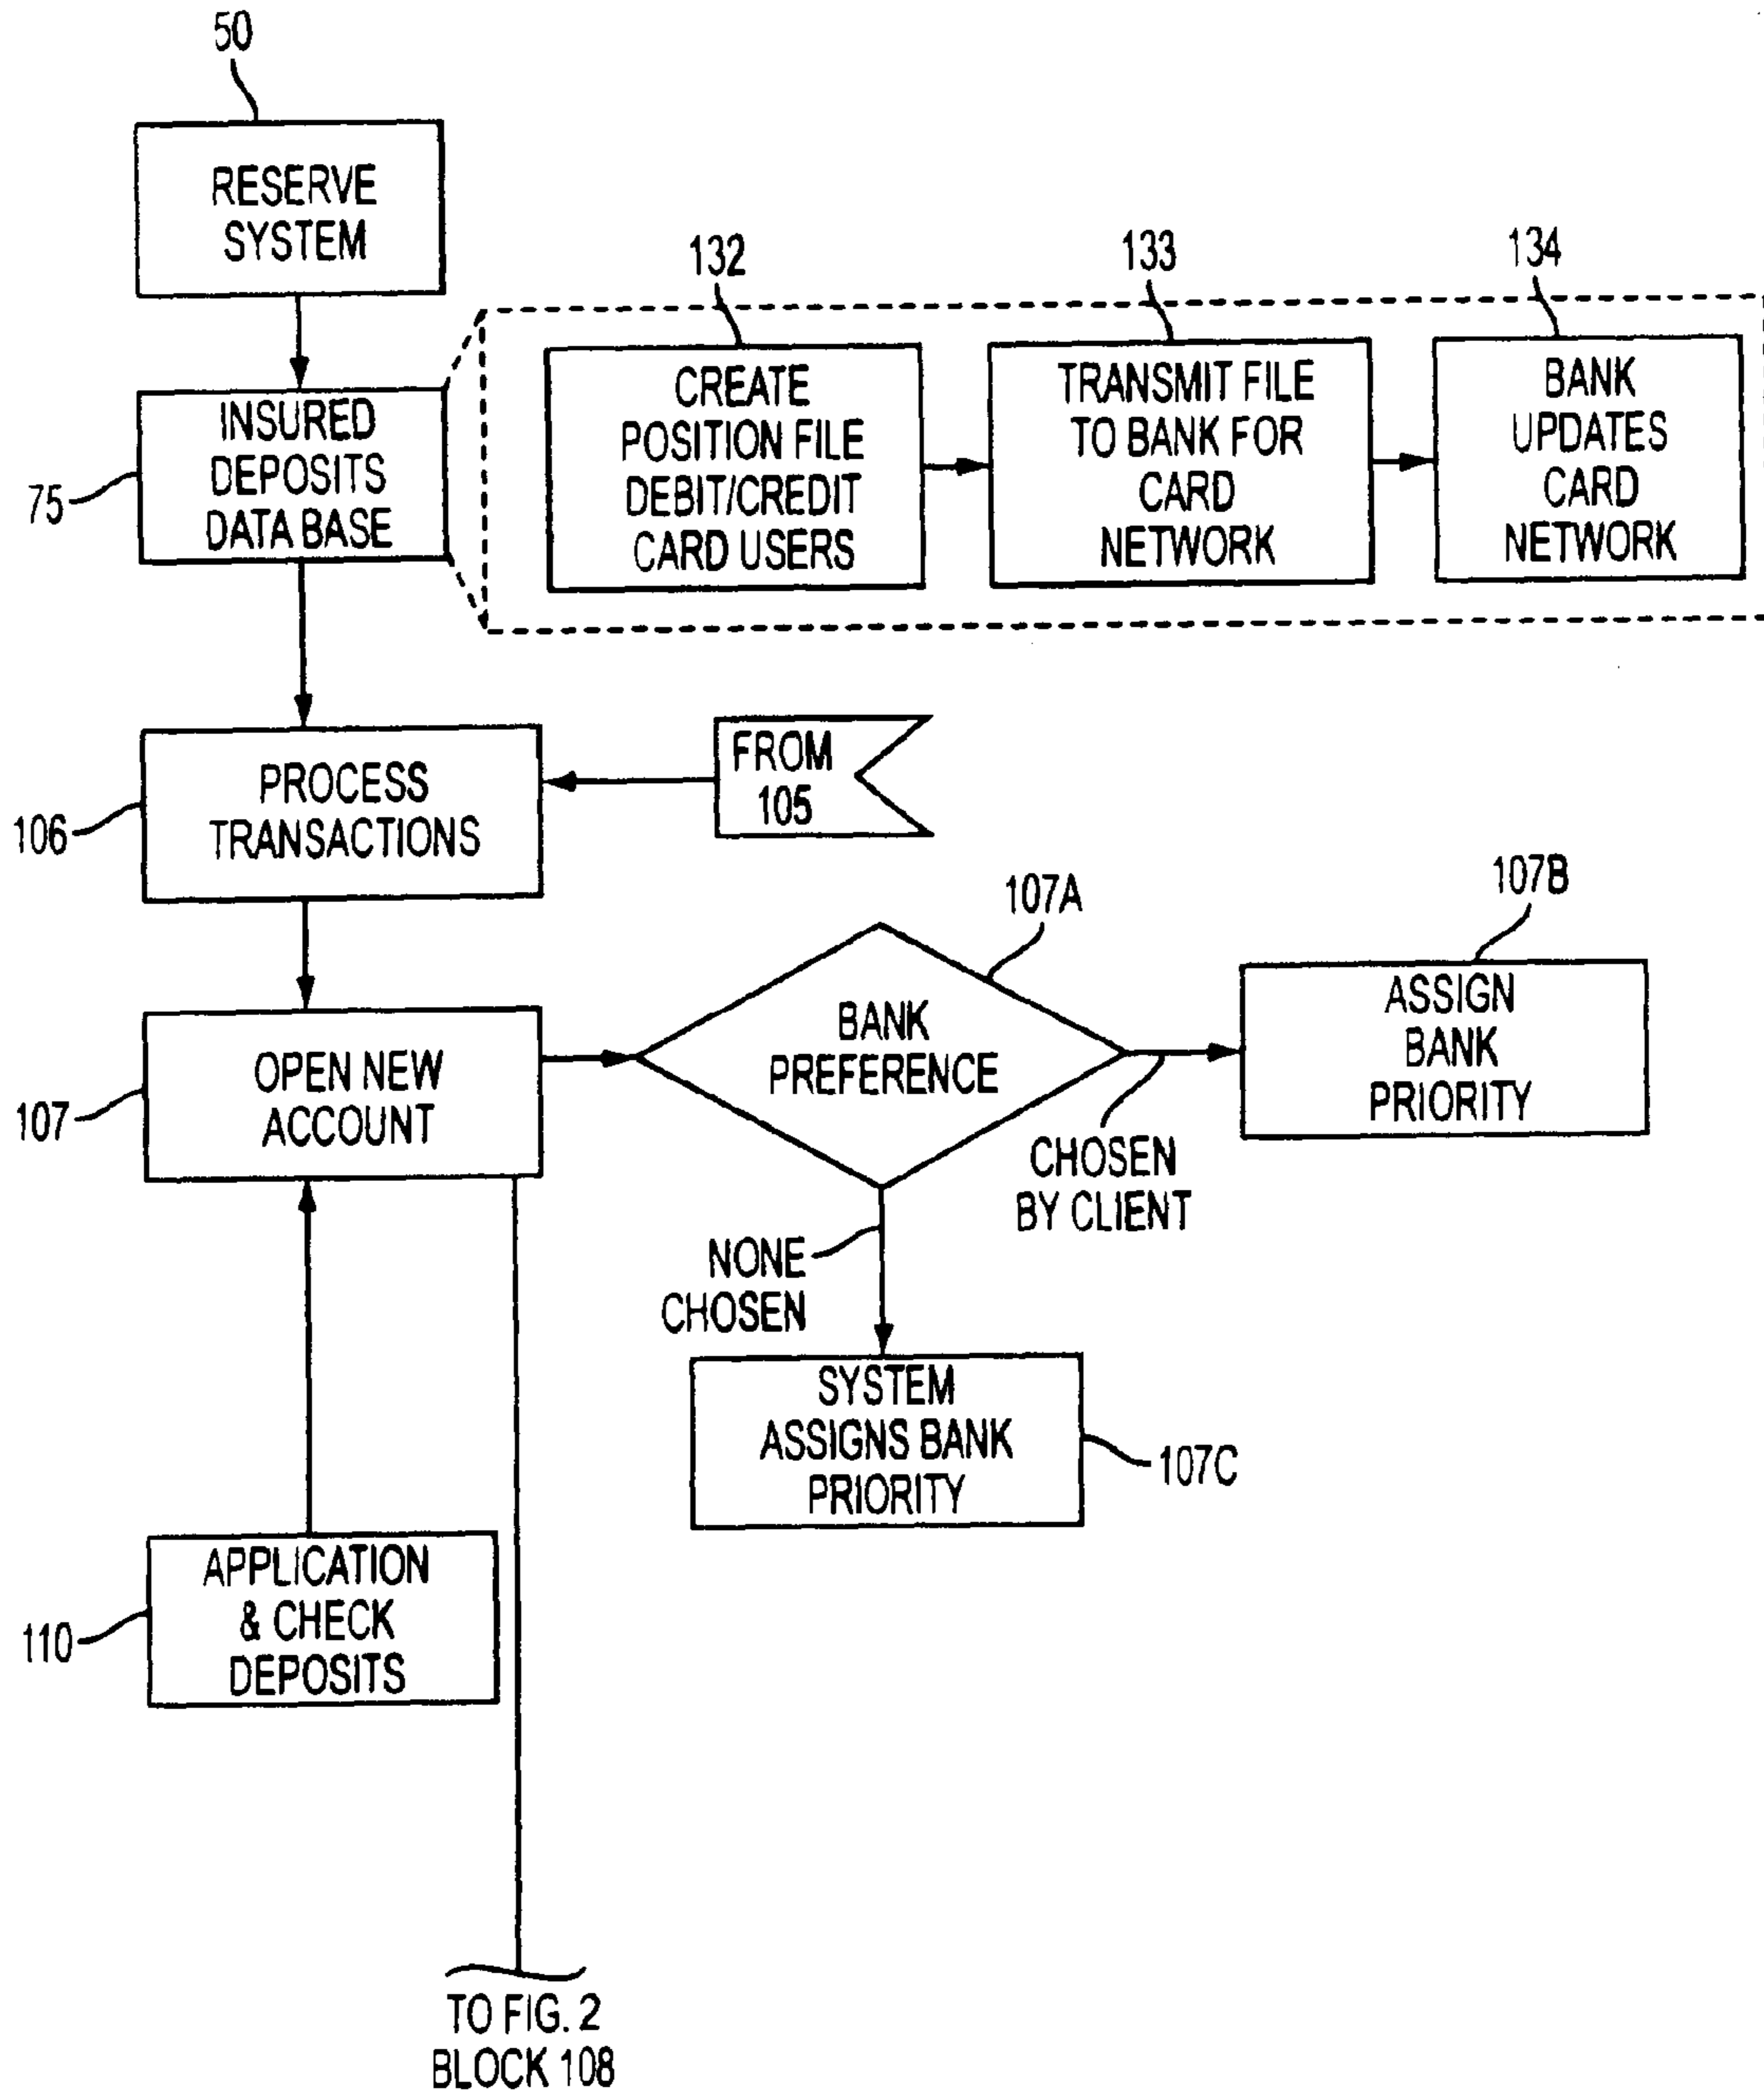 50
RESERVE
SYSTEM
132
133
134
CREATE
POSITION FILE
DEBIT/CREDIT
CARD USERS
TRANSMIT FILE
TO BANK FOR
CARD
NETWORK
BANK
UPDATES
CARD
NETWORK
INSURED
DEPOSITS
DATA BASE
75
FROM
105
PROCESS
TRANSACTIONS
106
107A
107B
BANK
PREFERENCE
ASSIGN
BANK
PRIORITY
OPEN NEW
ACCOUNT
107
CHOSEN
BY CLIENT
NONE
CHOSEN
SYSTEM
ASSIGNS BANK
PRIORITY
107C
APPLICATION
& CHECK
DEPOSITS
110
TO FIG. 2
BLOCK 108